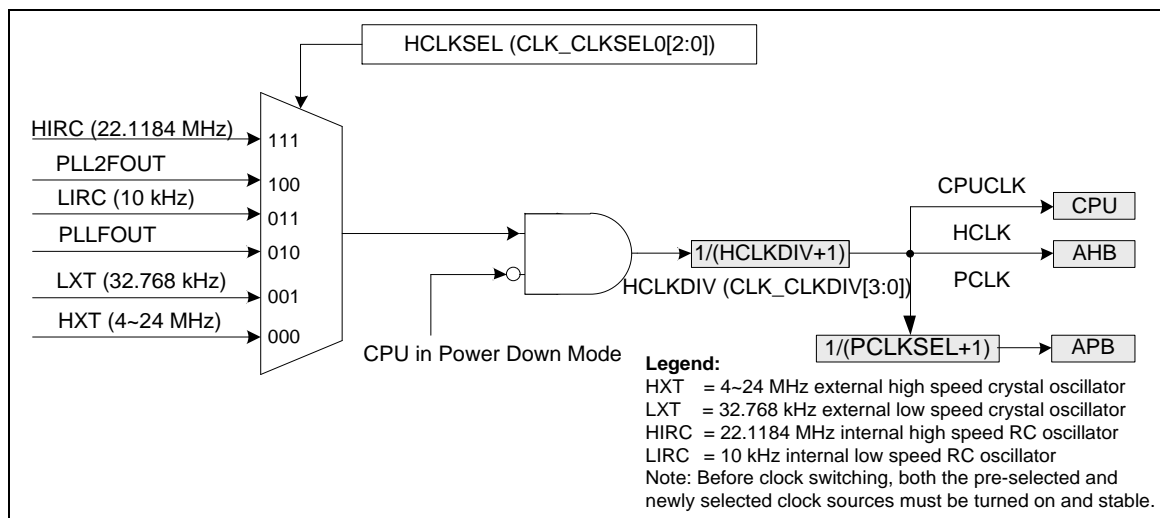 HCLKSEL (CLK_CLKSEL0[2:0])
HIRC (22.1184 MHz)
111
PLL2FOUT
100
LIRC (10 kHz)
011
PLLFOUT
010
LXT (32.768 kHz)
001
HXT (4~24 MHz)
000
CPU in Power Down Mode
1/(HCLKDIV+1)
HCLKDIV (CLK_CLKDIV[3:0])
CPUCLK
CPU
HCLK
AHB
PCLK
1/(PCLKSEL+1)
APB
Legend:
HXT = 4~24 MHz external high speed crystal oscillator
LXT = 32.768 kHz external low speed crystal oscillator
HIRC = 22.1184 MHz internal high speed RC oscillator
LIRC = 10 kHz internal low speed RC oscillator
Note: Before clock switching, both the pre-selected and
newly selected clock sources must be turned on and stable.